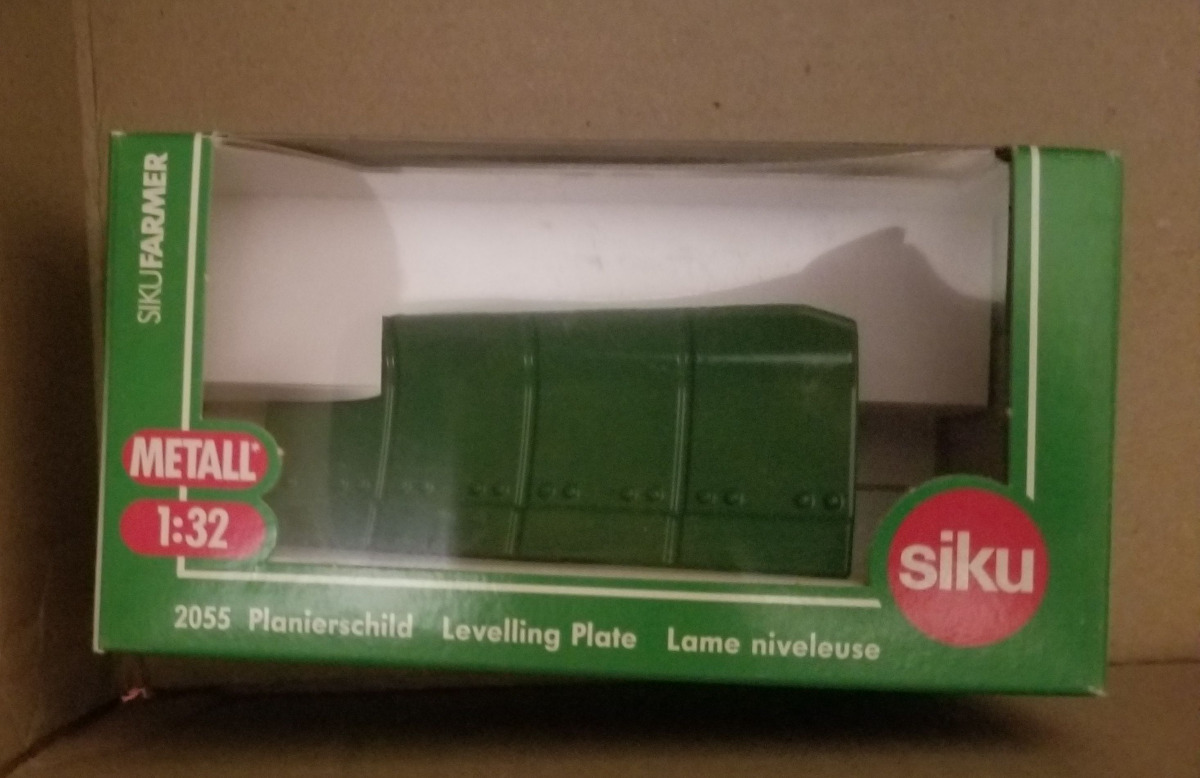 SIKUFARMER
METALL*
1:32
siku
2055 Planierschild Levelling Plate Lame niveleuse